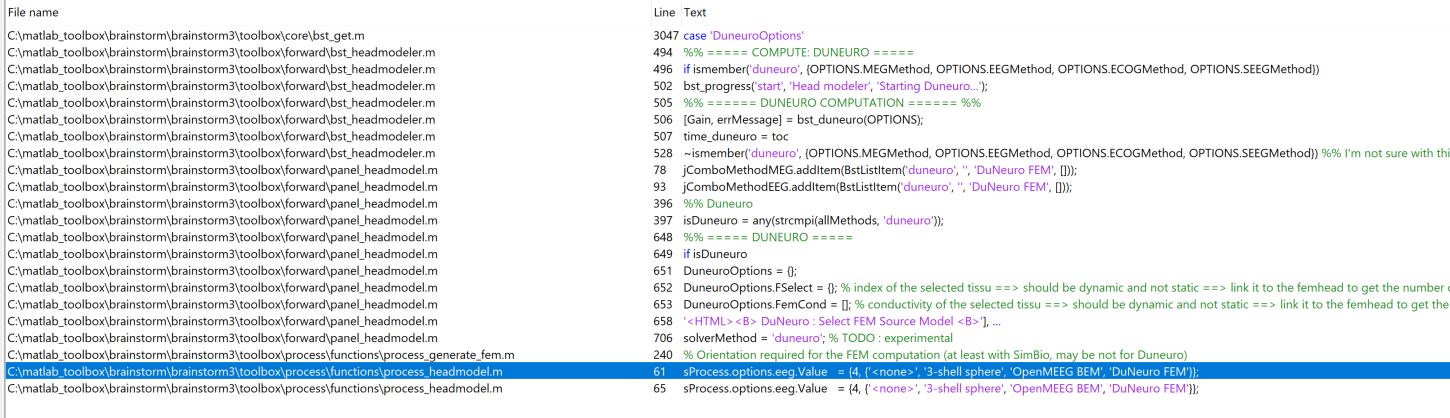 File name Line Text
C:\matlab_toolbox\brainstorm\brainstorm3\toolbox\core\bst_get.m 3047 case 'DuneuroOptions'
C:\matlab_toolbox\brainstorm\brainstorm3\toolbox\forward\bst_headmodeler.m 494 %% ===== COMPUTE: DUNEURO =====
C:\matlab_toolbox\brainstorm\brainstorm3\toolbox\forward\bst_headmodeler.m 496 if ismember('duneuro', {OPTIONS.MEGMethod, OPTIONS.EEGMethod, OPTIONS.ECOGMethod, OPTIONS.SEEGMethod})
C:\matlab_toolbox\brainstorm\brainstorm3\toolbox\forward\bst_headmodeler.m 502 bst_progress('start', 'Head modeler', 'Starting Duneuro...');
C:\matlab_toolbox\brainstorm\brainstorm3\toolbox\forward\bst_headmodeler.m 505 %% ====== DUNEURO COMPUTATION ====== %%
C:\matlab_toolbox\brainstorm\brainstorm3\toolbox\forward\bst_headmodeler.m 506 [Gain, errMessage] = bst_duneuro(OPTIONS);
C:\matlab_toolbox\brainstorm\brainstorm3\toolbox\forward\bst_headmodeler.m 507 time_duneuro = toc
C:\matlab_toolbox\brainstorm\brainstorm3\toolbox\forward\bst_headmodeler.m 528 ~ismember('duneuro', {OPTIONS.MEGMethod, OPTIONS.EEGMethod, OPTIONS.ECOGMethod, OPTIONS.SEEGMethod}) %% I'm not sure with thi
C:\matlab_toolbox\brainstorm\brainstorm3\toolbox\forward\panel_headmodel.m 78 jComboMethodMEG.addItem(BstListItem('duneuro', '', 'DuNeuro FEM', []));
C:\matlab_toolbox\brainstorm\brainstorm3\toolbox\forward\panel_headmodel.m 93 jComboMethodEEG.addItem(BstListItem('duneuro', '', 'DuNeuro FEM', []));
C:\matlab_toolbox\brainstorm\brainstorm3\toolbox\forward\panel_headmodel.m 396 %% Duneuro
C:\matlab_toolbox\brainstorm\brainstorm3\toolbox\forward\panel_headmodel.m 397 isDuneuro = any(strcmpi(allMethods, 'duneuro'));
C:\matlab_toolbox\brainstorm\brainstorm3\toolbox\forward\panel_headmodel.m 648 %% ===== DUNEURO =====
C:\matlab_toolbox\brainstorm\brainstorm3\toolbox\forward\panel_headmodel.m 649 if isDuneuro
C:\matlab_toolbox\brainstorm\brainstorm3\toolbox\forward\panel_headmodel.m 651 DuneuroOptions = {};
C:\matlab_toolbox\brainstorm\brainstorm3\toolbox\forward\panel_headmodel.m 652 DuneuroOptions.FSelect = {}; % index of the selected tissu ==> should be dynamic and not static ==> link it to the femhead to get the number o
C:\matlab_toolbox\brainstorm\brainstorm3\toolbox\forward\panel_headmodel.m 653 DuneuroOptions.FemCond = []; % conductivity of the selected tissu ==> should be dynamic and not static ==> link it to the femhead to get the
C:\matlab_toolbox\brainstorm\brainstorm3\toolbox\forward\panel_headmodel.m 658 '<HTML><B> DuNeuro : Select FEM Source Model <B>'], ...
C:\matlab_toolbox\brainstorm\brainstorm3\toolbox\forward\panel_headmodel.m 706 solverMethod = 'duneuro'; % TODO : experimental
C:\matlab_toolbox\brainstorm\brainstorm3\toolbox\process\functions\process_generate_fem.m 240 % Orientation required for the FEM computation (at least with SimBio, may be not for Duneuro)
C:\matlab_toolbox\brainstorm\brainstorm3\toolbox\process\functions\process_headmodel.m 61 sProcess.options.eeg.Value = {4, {'<none>', '3-shell sphere', 'OpenMEEG BEM', 'DuNeuro FEM'}};
C:\matlab_toolbox\brainstorm\brainstorm3\toolbox\process\functions\process_headmodel.m 65 sProcess.options.eeg.Value = {4, {'<none>', '3-shell sphere', 'OpenMEEG BEM', 'DuNeuro FEM'}};